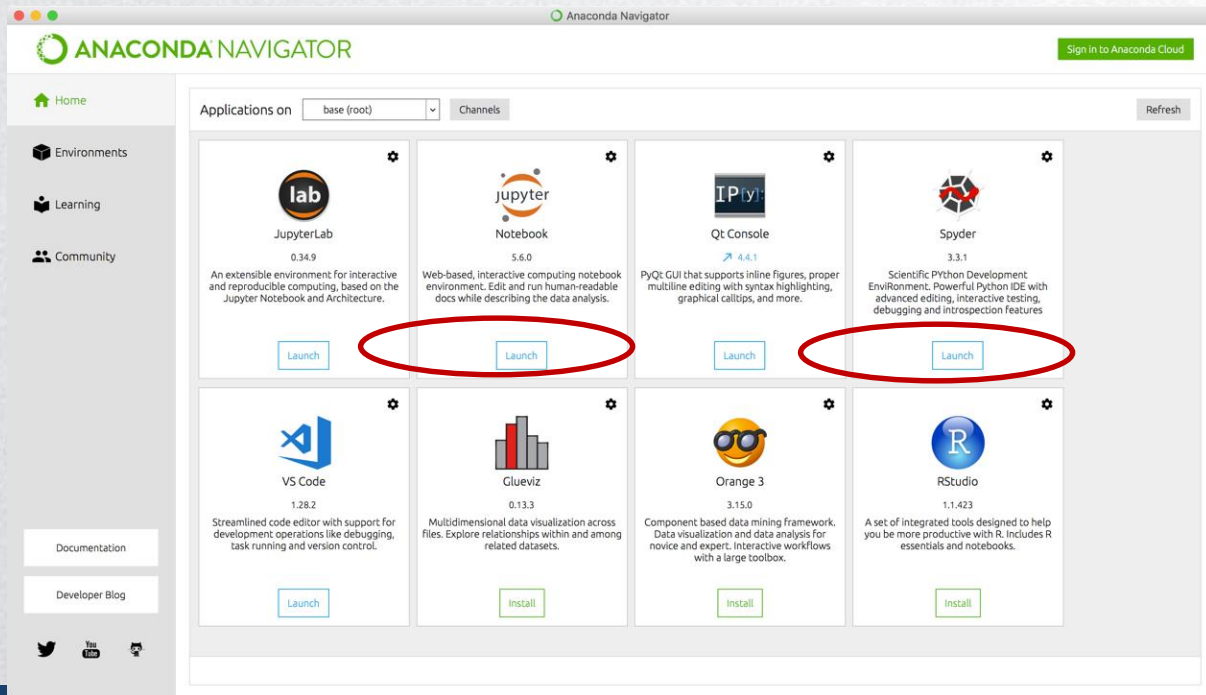 Anaconda Navigator
ANACONDA NAVIGATOR
Sign in to Anaconda Cloud
Home
Environments
Learning
Community
Documentation
Developer Blog
You
Tube
Applications on base (root) Channels Refresh
lab
JupyterLab
0.34.9
An extensible environment for interactive
and reproducible computing, based on the
Jupyter Notebook and Architecture.
Launch
jupyter
Notebook
5.6.0
Web-based, interactive computing notebook
environment. Edit and run human-readable
docs while describing the data analysis.
Launch
IP[y]:
Qt Console
4.4.1
PyQt GUI that supports inline figures, proper
multiline editing with syntax highlighting,
graphical calltips, and more.
Launch
Spyder
3.3.1
Scientific PYthon Development
EnviRonment. Powerful Python IDE with
advanced editing, interactive testing,
debugging and introspection features
Launch
VS Code
1.28.2
Streamlined code editor with support for
development operations like debugging,
task running and version control.
Launch
Glueviz
0.13.3
Multidimensional data visualization across
files. Explore relationships within and among
related datasets.
Install
Orange 3
3.15.0
Component based data mining framework.
Data visualization and data analysis for
novice and expert. Interactive workflows
with a large toolbox.
Install
R
RStudio
1.1.423
A set of integrated tools designed to help
you be more productive with R. Includes R
essentials and notebooks.
Install